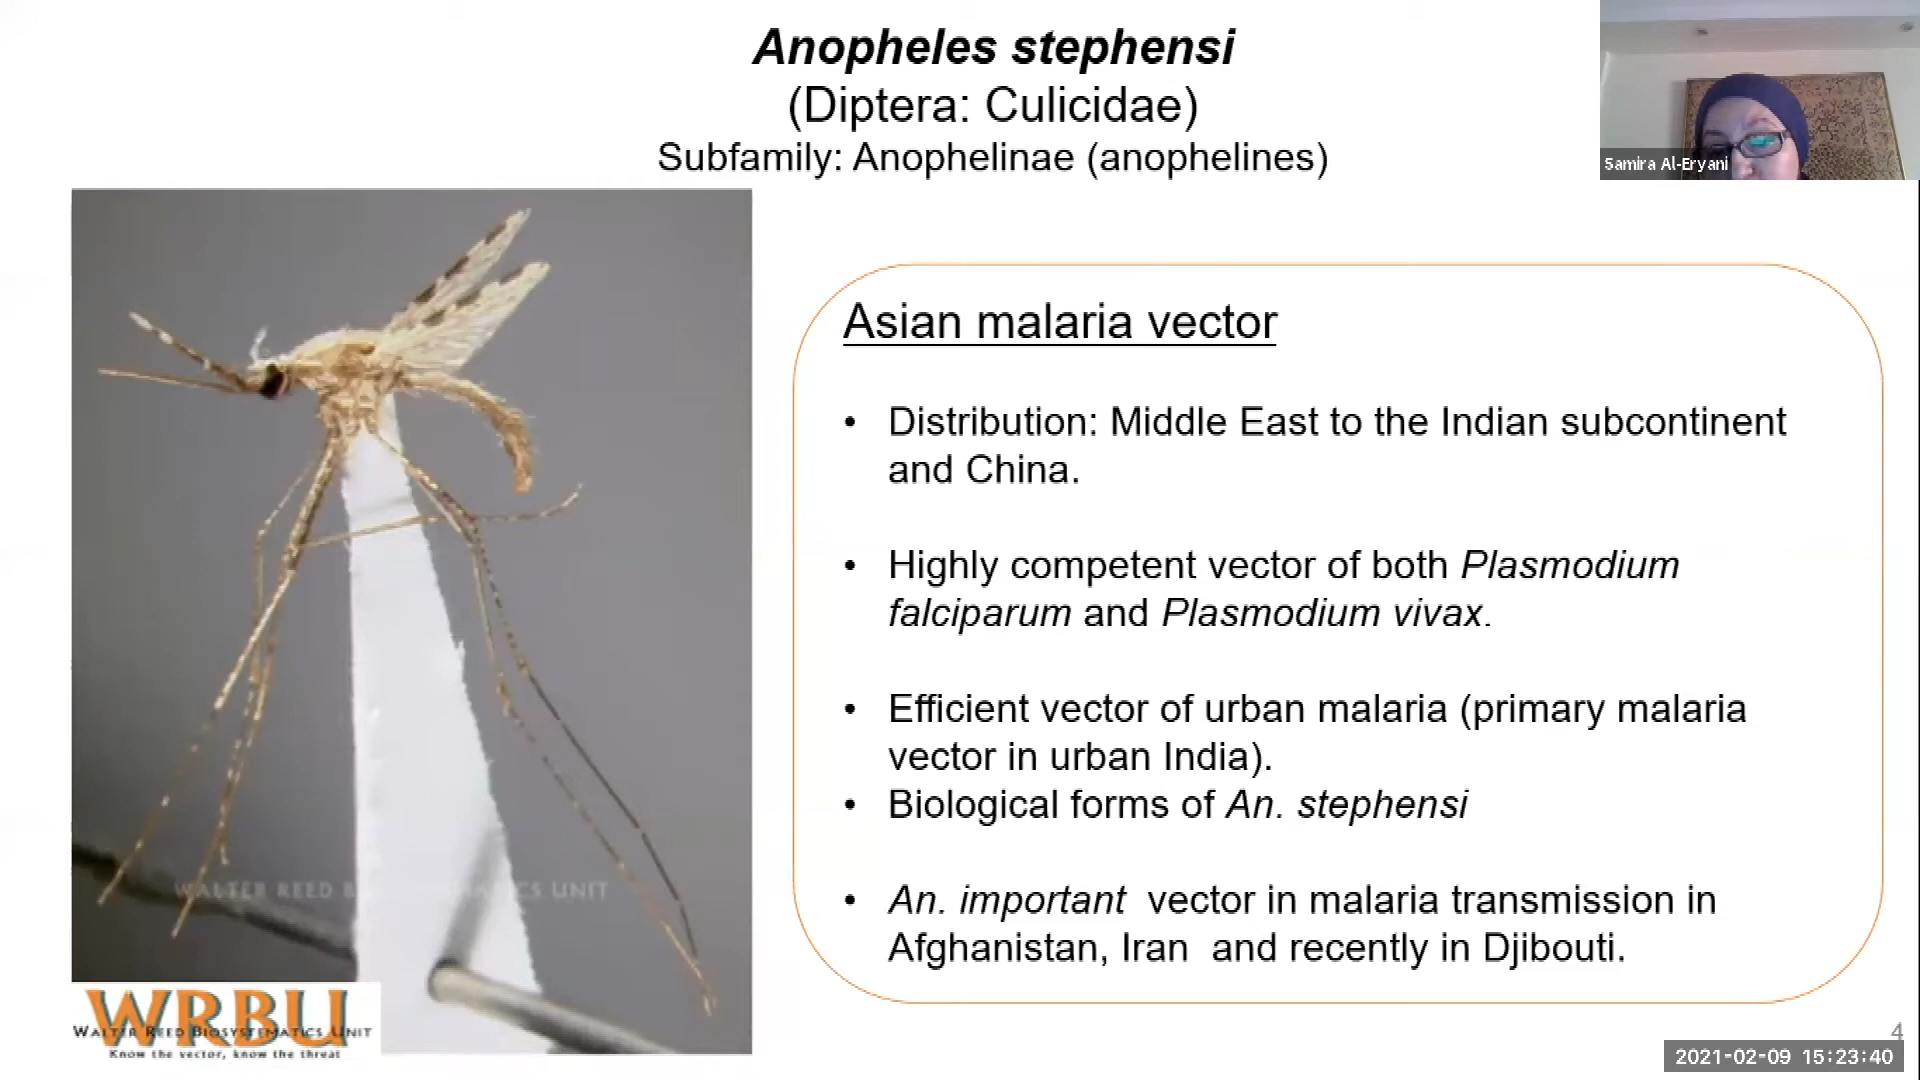 Anopheles stephensi
(Diptera: Culicidae)
Subfamily: Anophelinae (anophelines)
Samira Al-Eryani
Asian malaria vector
• Distribution: Middle East to the Indian subcontinent
and China.
• Highly competent vector of both Plasmodium
falciparum and Plasmodium vivax.
• Efficient vector of urban malaria (primary malaria
vector in urban India).
• Biological forms of An. stephensi
• An. important vector in malaria transmission in
Afghanistan, Iran and recently in Djibouti.
WALTER REED BIOSYSTEMATICS UNIT
WRBU
WALTER REED BIOSYSTEMATICS UNIT
KNOW THE VECTOR, KNOW THE THREAT
4
2021-02-09 15:23:40